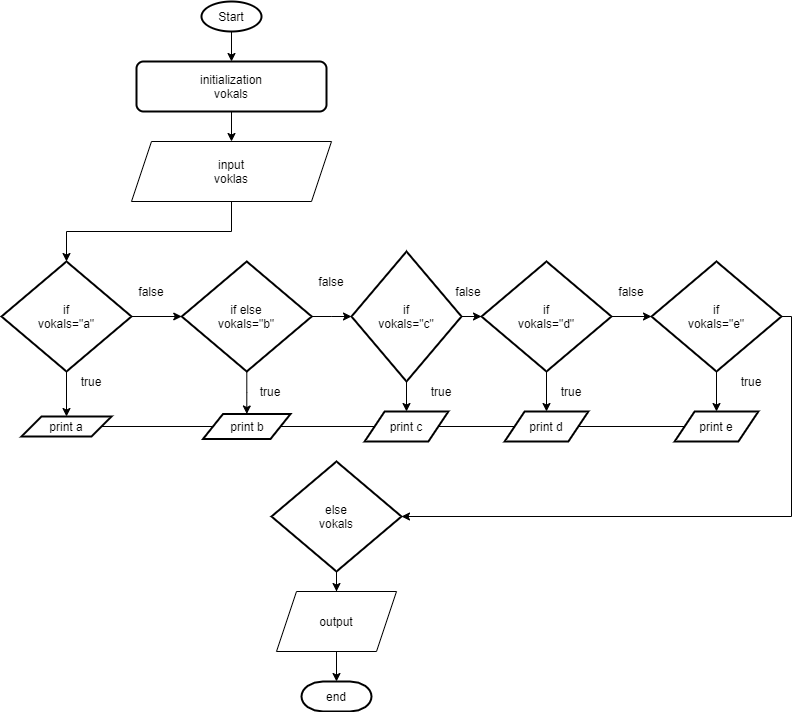 Start
initialization
vokals
input
voklas
false
false
false
false
if
vokals="a"
if else
vokals="b"
if
vokals="c"
if
vokals="d"
if
vokals="e"
true
true
true
true
true
print a
print b
print c
print d
print e
else
vokals
output
end